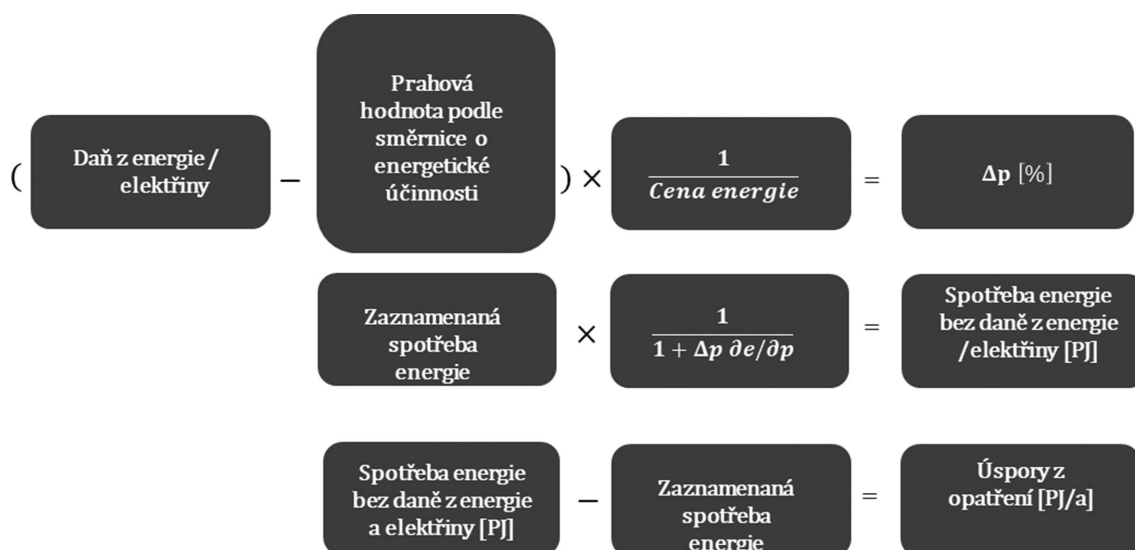 Prahová
hodnota podle
směrnice o
energetické
účinnosti
( Daň z energie /
elektřiny
− ) ×
1
Cena energie
= Δp [%]
Zaznamenaná
spotřeba
energie
×
1
1 + Δp ∂e/∂p
=
Spotřeba energie
bez daně z energie
/elektřiny [PJ]
Spotřeba energie
bez daně z energie
a elektřiny [PJ]
−
Zaznamenaná
spotřeba
energie
=
Úspory z
opatření [PJ/a]